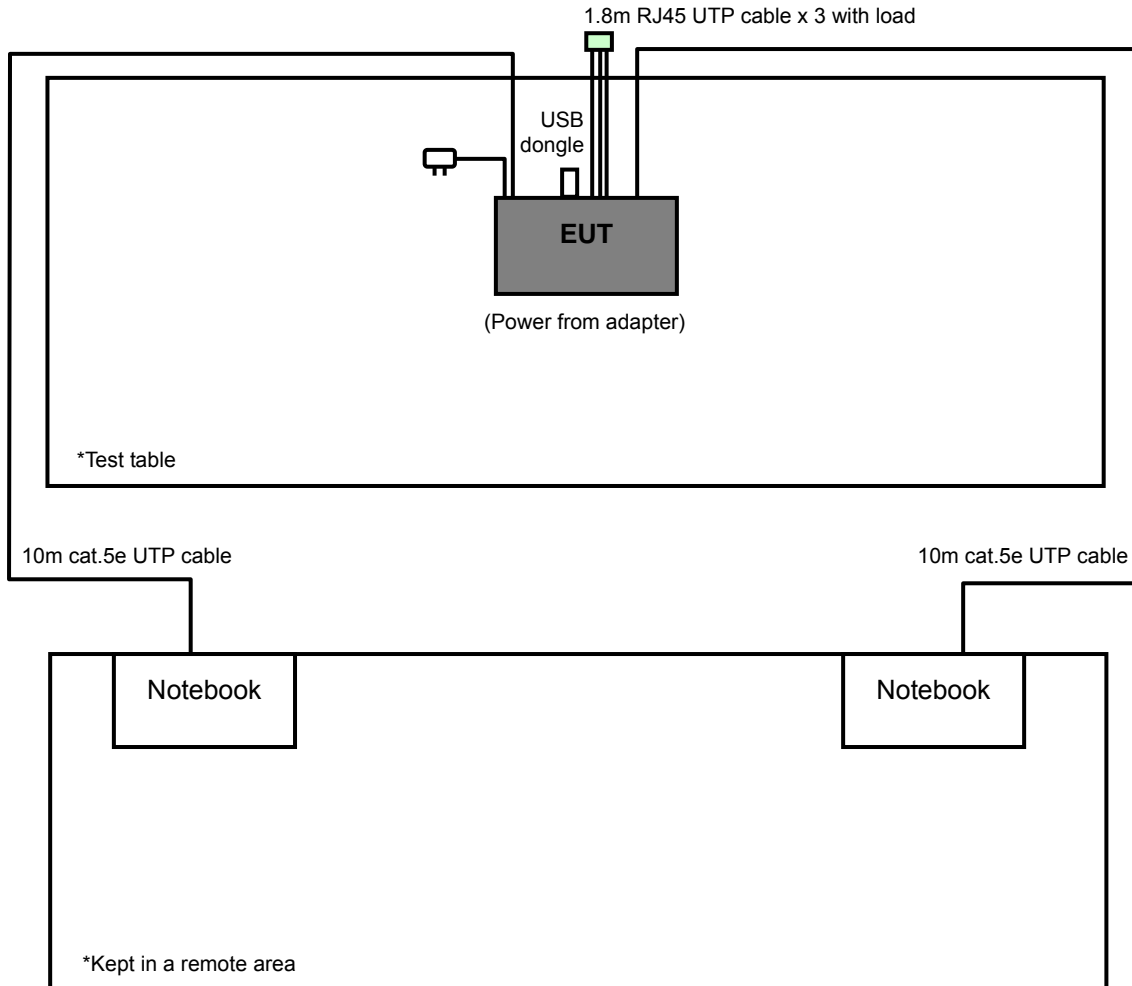 1.8m RJ45 UTP cable x 3 with load
USB
dongle
EUT
(Power from adapter)
*Test table
10m cat.5e UTP cable
10m cat.5e UTP cable
Notebook
Notebook
*Kept in a remote area